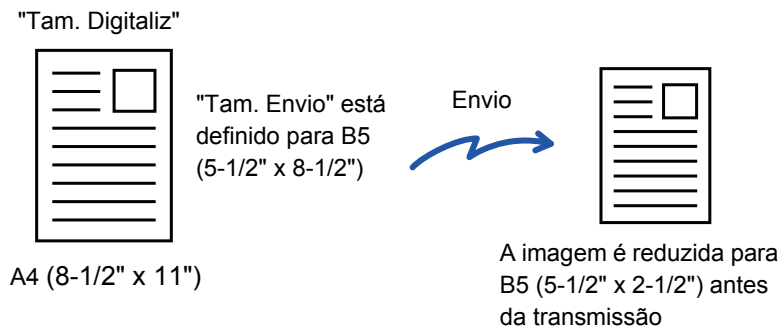 "Tam. Digitaliz"
"Tam. Envio" está
definido para B5
(5-1/2" x 8-1/2")
Envio
A4 (8-1/2" x 11")
A imagem é reduzida para
B5 (5-1/2" x 2-1/2") antes
da transmissão